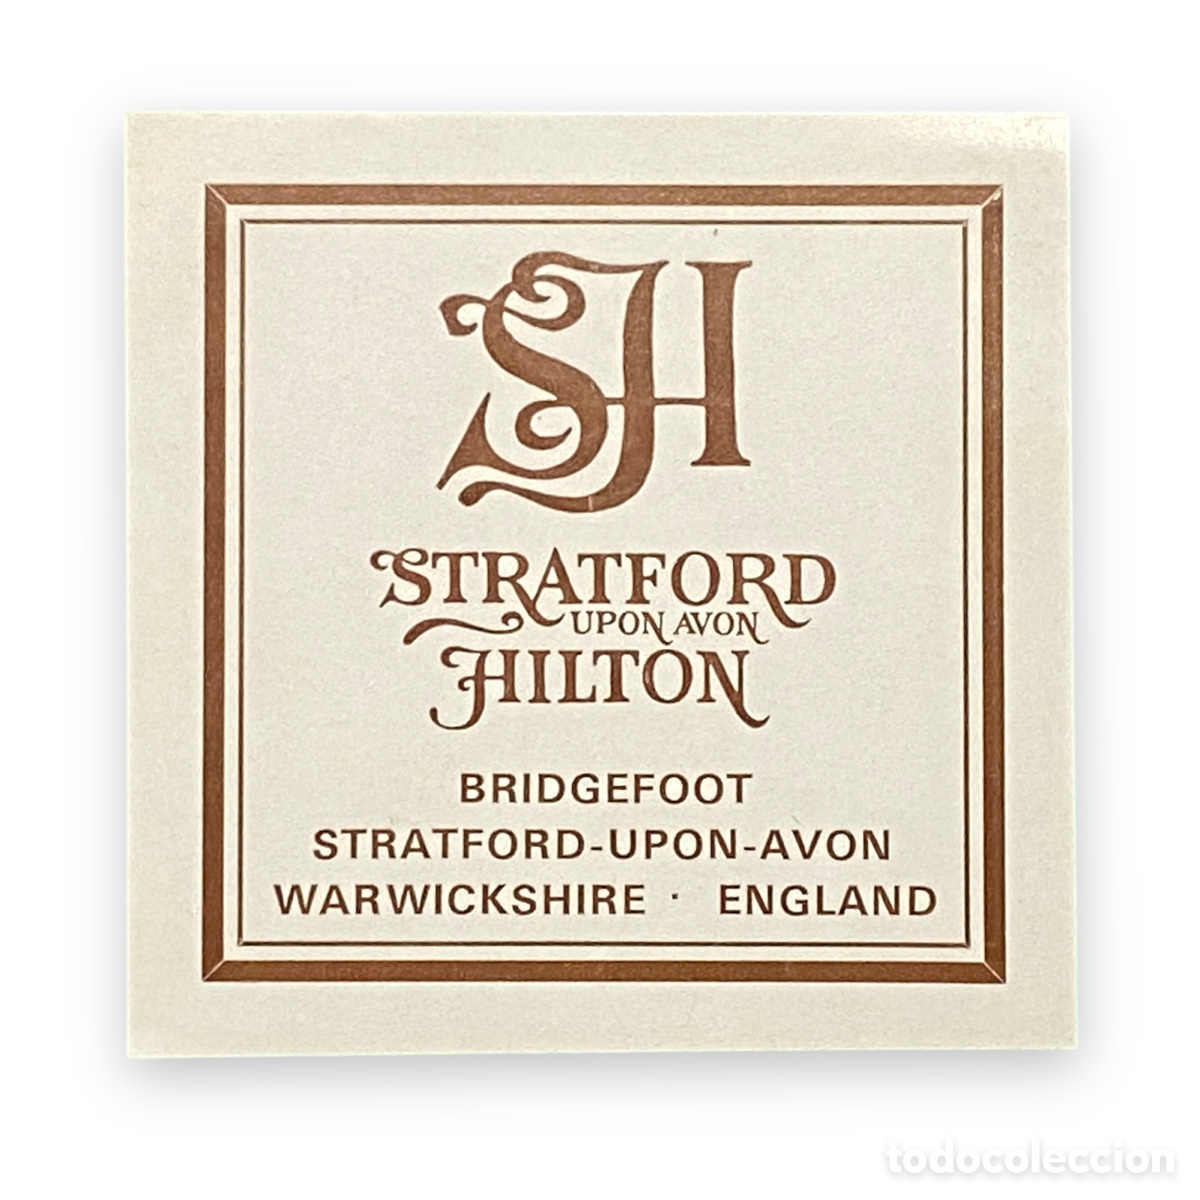 SH
STRATFORD
UPON AVON
HILTON
BRIDGEFOOT
STRATFORD-UPON-AVON
WARWICKSHIRE · ENGLAND
todocoleccion